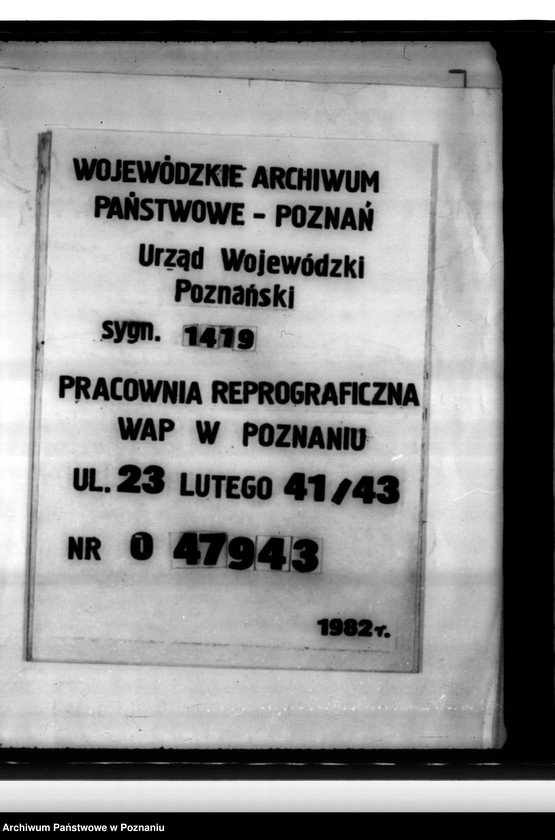 WOJEWÓDZKIE ARCHIWUM
PAŃSTWOWE - POZNAŃ
Urząd Wojewódzki
Poznański
sygn. 1419
PRACOWNIA REPROGRAFICZNA
WAP W POZNANIU
UL. 23 LUTEGO 41/43
NR 0 47943
1982r.
Archiwum Państwowe w Poznaniu